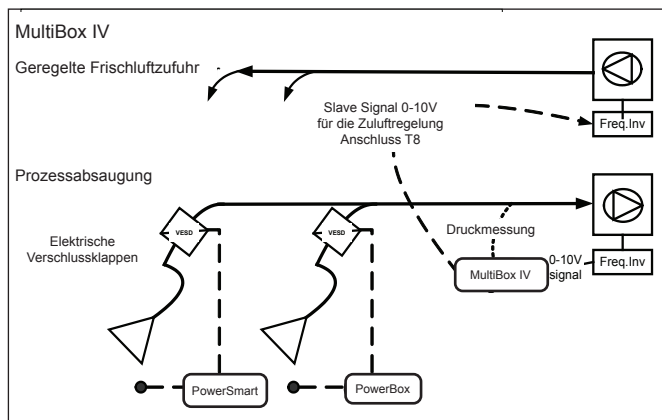 MultiBox IV
Geregelte Frischluftzufuhr
Slave Signal 0-10V
für die Zuluftregelung
Anschluss T8
Freq.Inv
Prozessabsaugung
VESD
VESD
Elektrische
Verschlussklappen
Druckmessung
MultiBox IV
0-10V
signal
Freq.Inv
PowerSmart
PowerBox